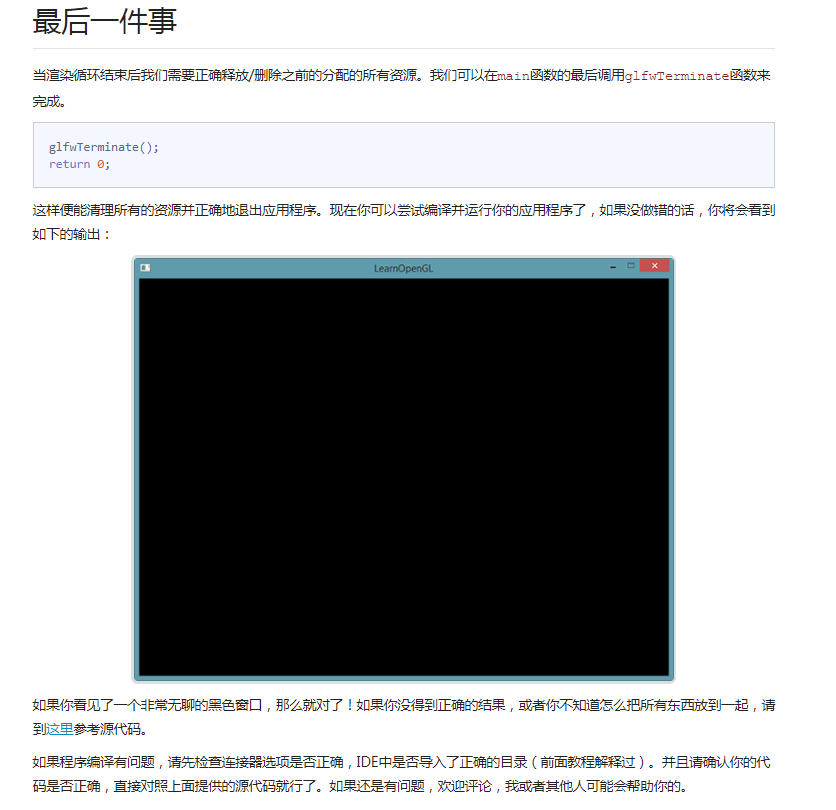 最后一件事
当渲染循环结束后我们需要正确释放/删除之前的分配的所有资源。我们可以在main函数的最后调用glfwTerminate函数来
完成。
glfwTerminate();
return 0;
这样便能清理所有的资源并正确地退出应用程序。现在你可以尝试编译并运行你的应用程序了，如果没做错的话，你将会看到
如下的输出：
LearnOpenGL
如果你看见了一个非常无聊的黑色窗口，那么就对了！如果你没得到正确的结果，或者你不知道怎么把所有东西放到一起，请
到这里参考源代码。
如果程序编译有问题，请先检查连接器选项是否正确，IDE中是否导入了正确的目录（前面教程解释过）。并且请确认你的代
码是否正确，直接对照上面提供的源代码就行了。如果还是有问题，欢迎评论，我或者其他人可能会帮助你的。